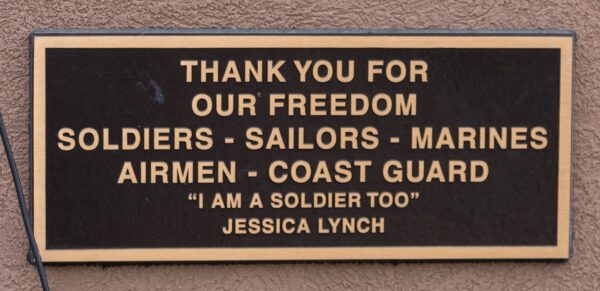 THANK YOU FOR
OUR FREEDOM
SOLDIERS - SAILORS - MARINES
AIRMEN - COAST GUARD
“I AM A SOLDIER TOO”
JESSICA LYNCH